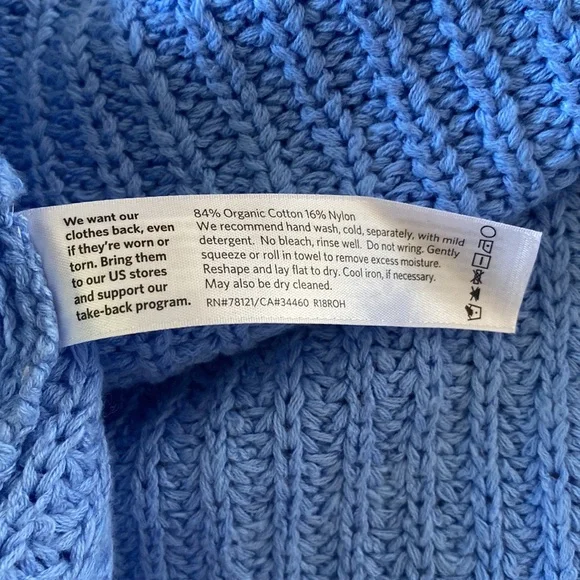 We want our
clothes back, even
if they're worn or
torn. Bring them
to our US stores
and support our
take-back program.
84% Organic Cotton 16% Nylon
We recommend hand wash, cold, separately, with mild
detergent. No bleach, rinse well. Do not wring. Gently
squeeze or roll in towel to remove excess moisture.
Reshape and lay flat to dry. Cool iron, if necessary.
May also be dry cleaned.
RN#78121/CA#34460 R18ROH